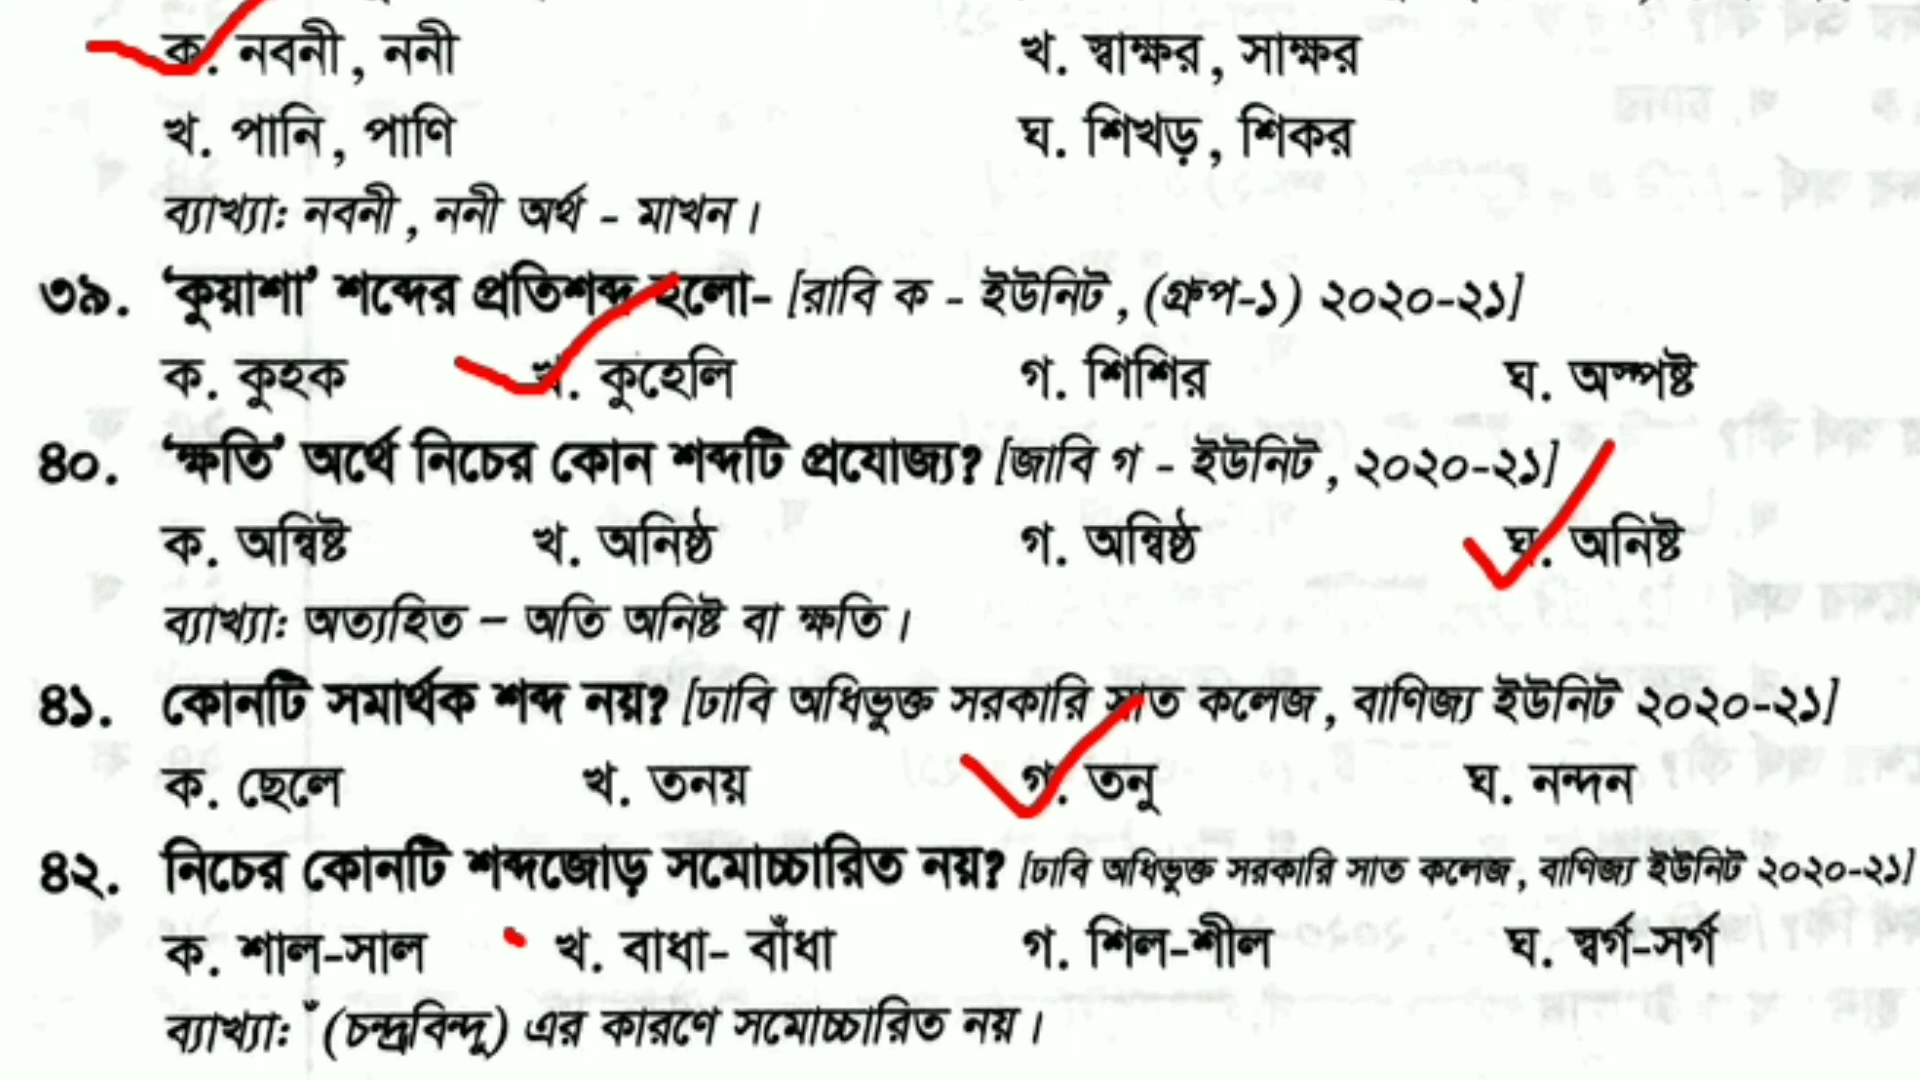 ক. নবনী, ননী খ. স্বাক্ষর, সাক্ষর
খ. পানি, পাণি ঘ. শিখড়, শিকর
ব্যাখ্যা: নবনী, ননী অর্থ - মাখন।
৩৯. ‘কুয়াশা’ শব্দের প্রতিশব্দ হলো- [রাবি ক - ইউনিট, (গ্রুপ-১) ২০২০-২১]
ক. কুহক খ. কুহেলি গ. শিশির ঘ. অস্পষ্ট
৪০. ‘ক্ষতি’ অর্থে নিচের কোন শব্দটি প্রযোজ্য? [জাবি গ - ইউনিট, ২০২০-২১]
ক. অন্বিষ্ট খ. অনিষ্ঠ গ. অন্বিষ্ঠ ঘ. অনিষ্ট
ব্যাখ্যা: অত্যহিত – অতি অনিষ্ট বা ক্ষতি।
৪১. কোনটি সমার্থক শব্দ নয়? [ঢাবি অধিভুক্ত সরকারি সাত কলেজ, বাণিজ্য ইউনিট ২০২০-২১]
ক. ছেলে খ. তনয় গ. তনু ঘ. নন্দন
৪২. নিচের কোনটি শব্দজোড় সমোচ্চারিত নয়? [ঢাবি অধিভুক্ত সরকারি সাত কলেজ, বাণিজ্য ইউনিট ২০২০-২১]
ক. শাল-সাল খ. বাধা- বাঁধা গ. শিল-শীল ঘ. স্বর্গ-সর্গ
ব্যাখ্যা: ঁ (চন্দ্রবিন্দু) এর কারণে সমোচ্চারিত নয়।